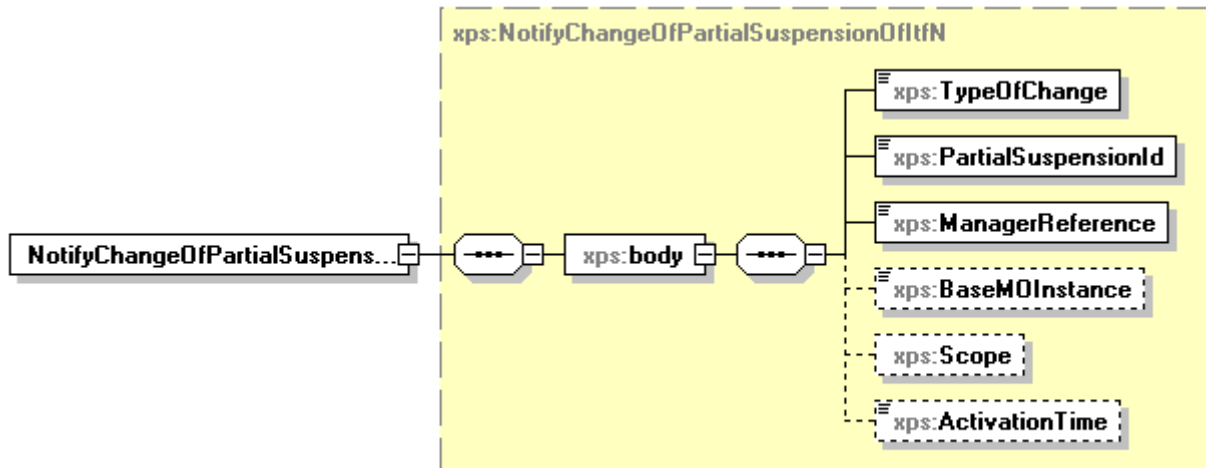 xps:NotifyChangeOfPartialSuspensionOfItfN
xps:TypeOfChange
xps:PartialSuspensionId
xps:ManagerReference
NotifyChangeOfPartialSuspens...
xps:body
xps:BaseMOInstance
xps:Scope
xps:ActivationTime